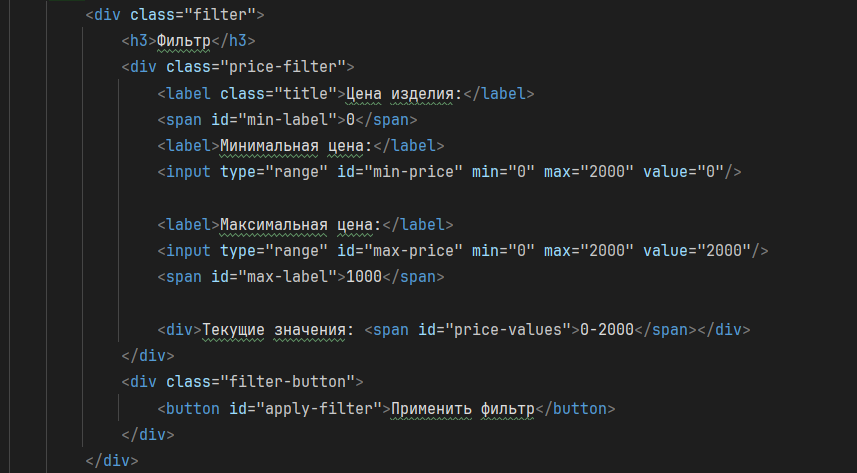 <div class="filter">
<h3>Фильтр</h3>
<div class="price-filter">
<label class="title">Цена изделия:</label>
<span id="min-label">0</span>
<label>Минимальная цена:</label>
<input type="range" id="min-price" min="0" max="2000" value="0"/>
<label>Максимальная цена:</label>
<input type="range" id="max-price" min="0" max="2000" value="2000"/>
<span id="max-label">1000</span>
<div>Текущие значения: <span id="price-values">0-2000</span></div>
</div>
<div class="filter-button">
<button id="apply-filter">Применить фильтр</button>
</div>
</div>